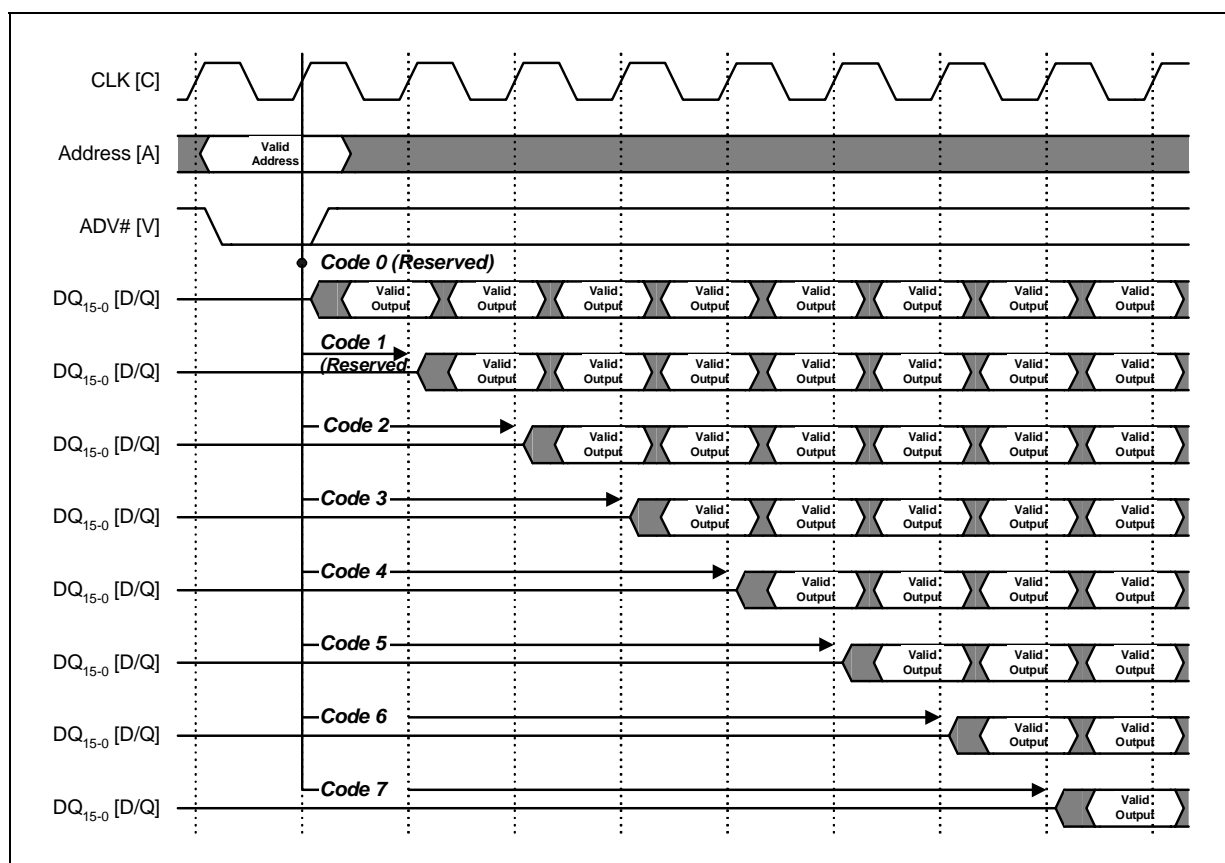 CLK [C]
Address [A]
Valid
Address
ADV# [V]
Code 0 (Reserved)
DQ15-0 [D/Q]
Valid Valid Valid Valid Valid Valid Valid Valid
Output Output Output Output Output Output Output Output
Code 1
(Reserved
DQ15-0 [D/Q]
Valid Valid Valid Valid Valid Valid Valid
Output Output Output Output Output Output Output
Code 2
DQ15-0 [D/Q]
Valid Valid Valid Valid Valid Valid
Output Output Output Output Output Output
Code 3
DQ15-0 [D/Q]
Valid Valid Valid Valid Valid
Output Output Output Output Output
Code 4
DQ15-0 [D/Q]
Valid Valid Valid Valid
Output Output Output Output
Code 5
DQ15-0 [D/Q]
Valid Valid Valid
Output Output Output
Code 6
DQ15-0 [D/Q]
Valid Valid
Output Output
Code 7
DQ15-0 [D/Q]
Valid
Output